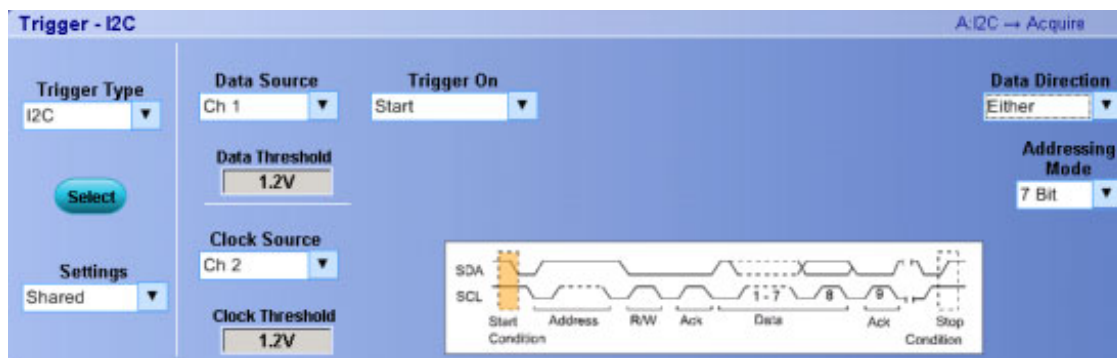 Trigger - I2C
A:I2C → Acquire
Trigger Type
I2C
Select
Settings
Shared
Data Source
Ch 1
Data Threshold
1.2V
Clock Source
Ch 2
Clock Threshold
1.2V
Trigger On
Start
Data Direction
Either
Addressing
Mode
7 Bit
SDA
SCL
1 - 7
8
9
Start
Condition
Address
R/W
Ack
Data
Ack
Stop
Condition